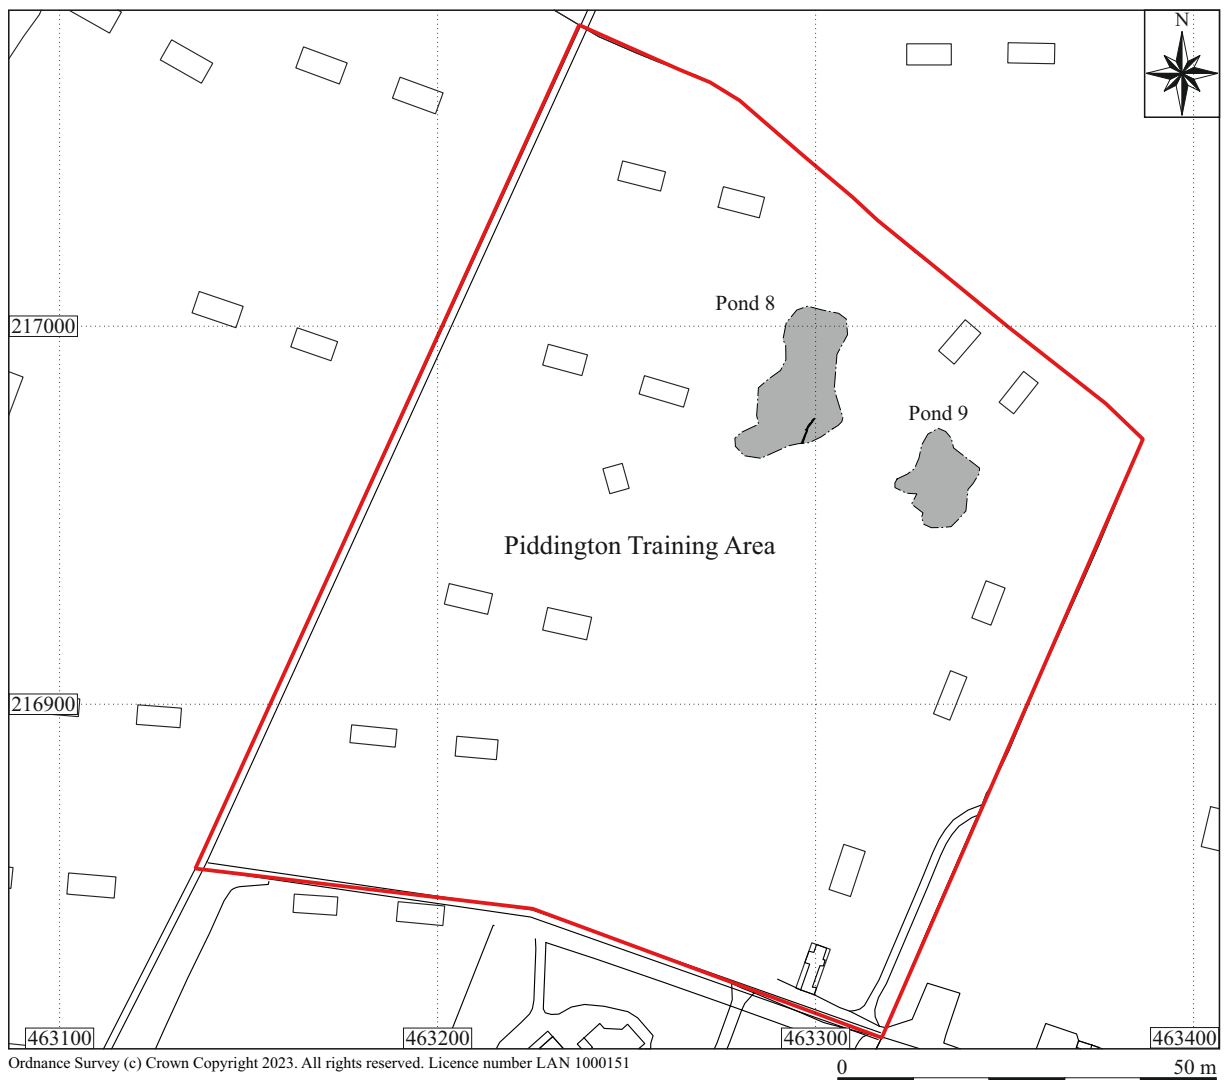 N
Pond 8
217000
Pond 9
Piddington Training Area
216900
463100
463200
463300
463400
Ordnance Survey (c) Crown Copyright 2023. All rights reserved. Licence number LAN 1000151
0
50 m